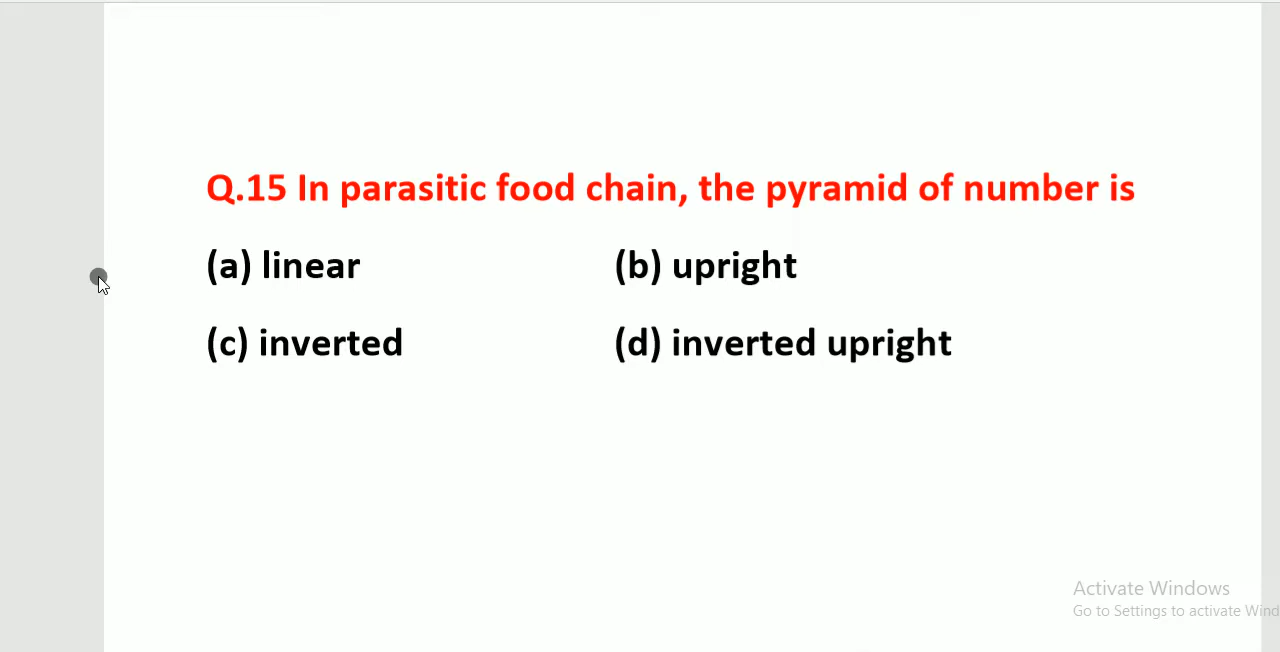 Q.15 In parasitic food chain, the pyramid of number is
(a) linear (b) upright
(c) inverted (d) inverted upright
Activate Windows
Go to Settings to activate Wind